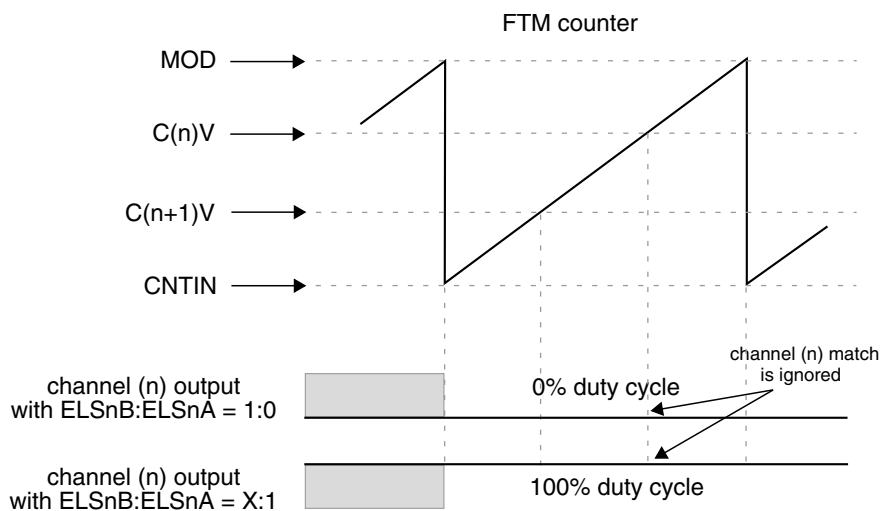 FTM counter
MOD
C(n)V
C(n+1)V
CNTIN
channel (n) match
is ignored
channel (n) output
with ELSnB:ELSnA = 1:0
0% duty cycle
channel (n) output
with ELSnB:ELSnA = X:1
100% duty cycle